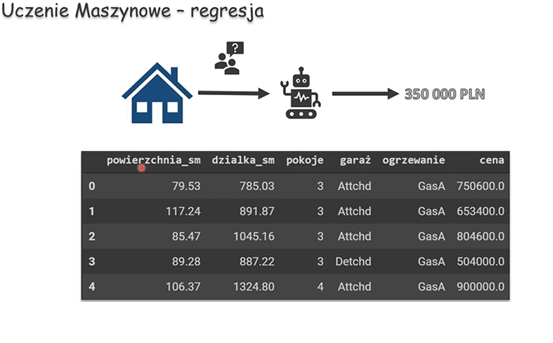 Uczenie Maszynowe – regresja
?
350 000 PLN
powierzchnia_sm dzialka_sm pokoje garaż ogrzewanie cena
0 79.53 785.03 3 Attchd GasA 750600.0
1 117.24 891.87 3 Attchd GasA 653400.0
2 85.47 1045.16 3 Attchd GasA 804600.0
3 89.28 887.22 3 Detchd GasA 504000.0
4 106.37 1324.80 4 Attchd GasA 900000.0